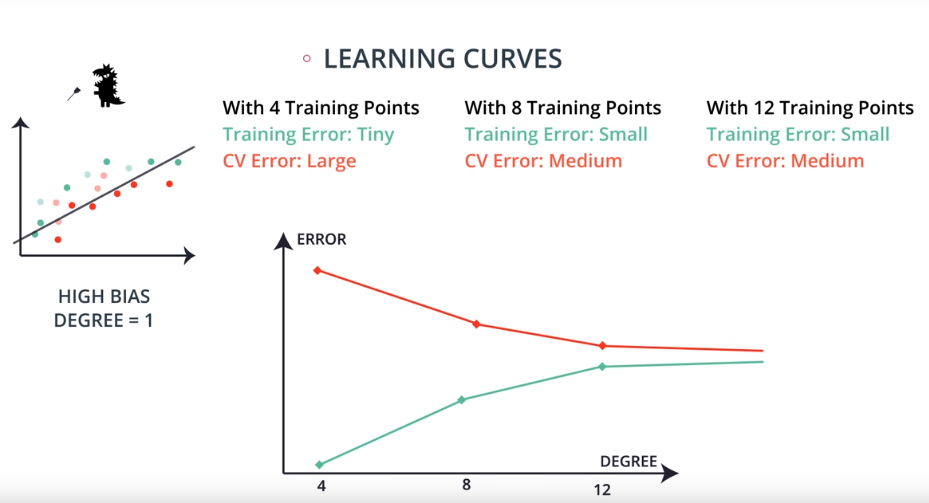 LEARNING CURVES
With 4 Training Points
Training Error: Tiny
CV Error: Large
With 8 Training Points
Training Error: Small
CV Error: Medium
With 12 Training Points
Training Error: Small
CV Error: Medium
HIGH BIAS
DEGREE = 1
ERROR
DEGREE
4
8
12